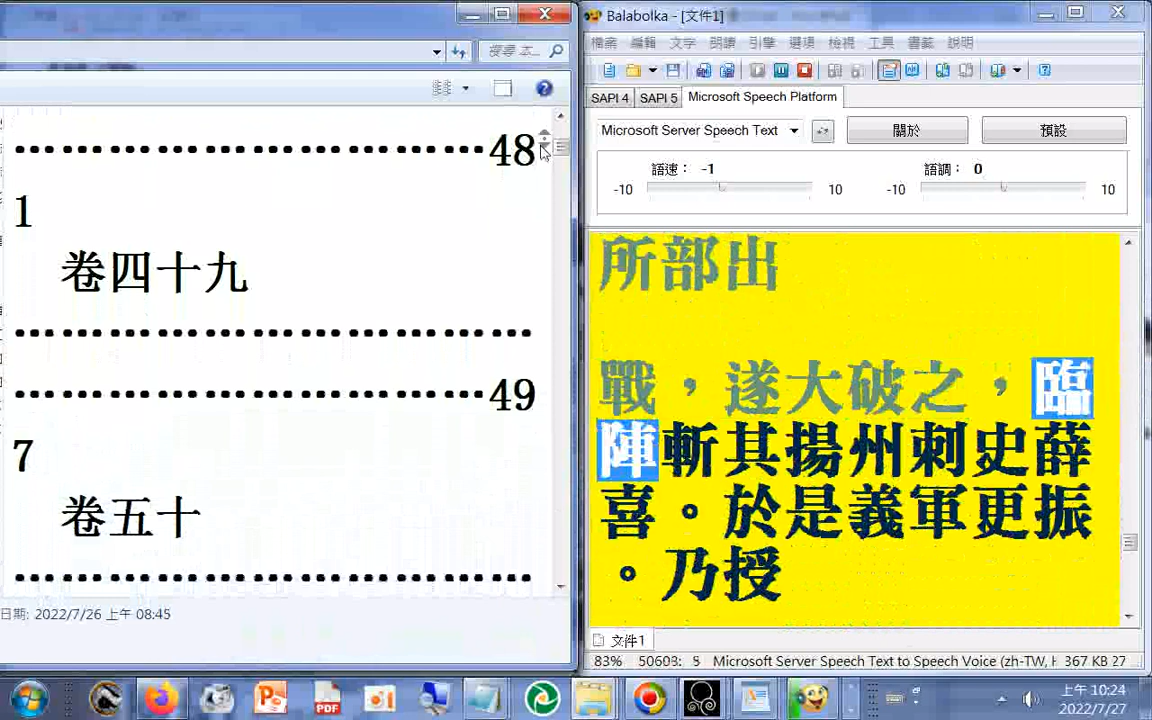 搜尋 本...
………………………………48
1
卷四十九
………………………………
………………………………49
7
卷五十
………………………………
日期: 2022/7/26 上午 08:45
Balabolka - [文件1]
檔案 編輯 文字 朗讀 引擎 選項 檢視 工具 書籤 說明
SAPI 4 SAPI 5 Microsoft Speech Platform
Microsoft Server Speech Text 關於 預設
語速： -1 語調： 0
-10 10 -10 10
所部出
戰，遂大破之，臨
陣斬其揚州刺史薛
喜。於是義軍更振
。乃授
文件1
83% 50603: 5 Microsoft Server Speech Text to Speech Voice (zh-TW, H 367 KB 27
上午 10:24
2022/7/27